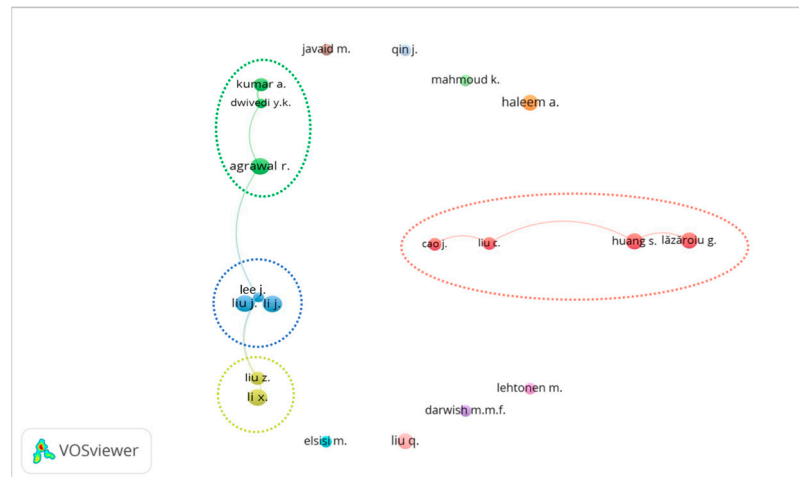 javaid m.
qin j.
kumar a.
mahmoud k.
dwivedi y.k.
haleem a.
agrawal r.
cao j.
liu c.
huang s.
lăzăroiu g.
lee j.
liu j.
li j.
liu z.
li x.
lehtonen m.
darwish m.m.f.
elsisi m.
liu q.
VOSviewer